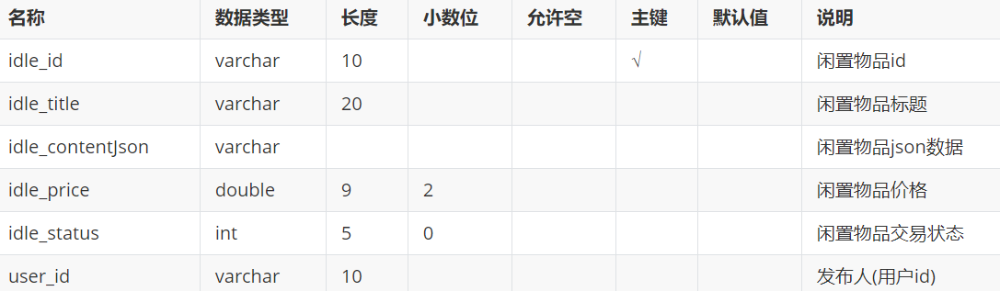 名称 数据类型 长度 小数位 允许空 主键 默认值 说明
idle_id varchar 10 √ 闲置物品id
idle_title varchar 20 闲置物品标题
idle_contentJson varchar 闲置物品json数据
idle_price double 9 2 闲置物品价格
idle_status int 5 0 闲置物品交易状态
user_id varchar 10 发布人(用户id)